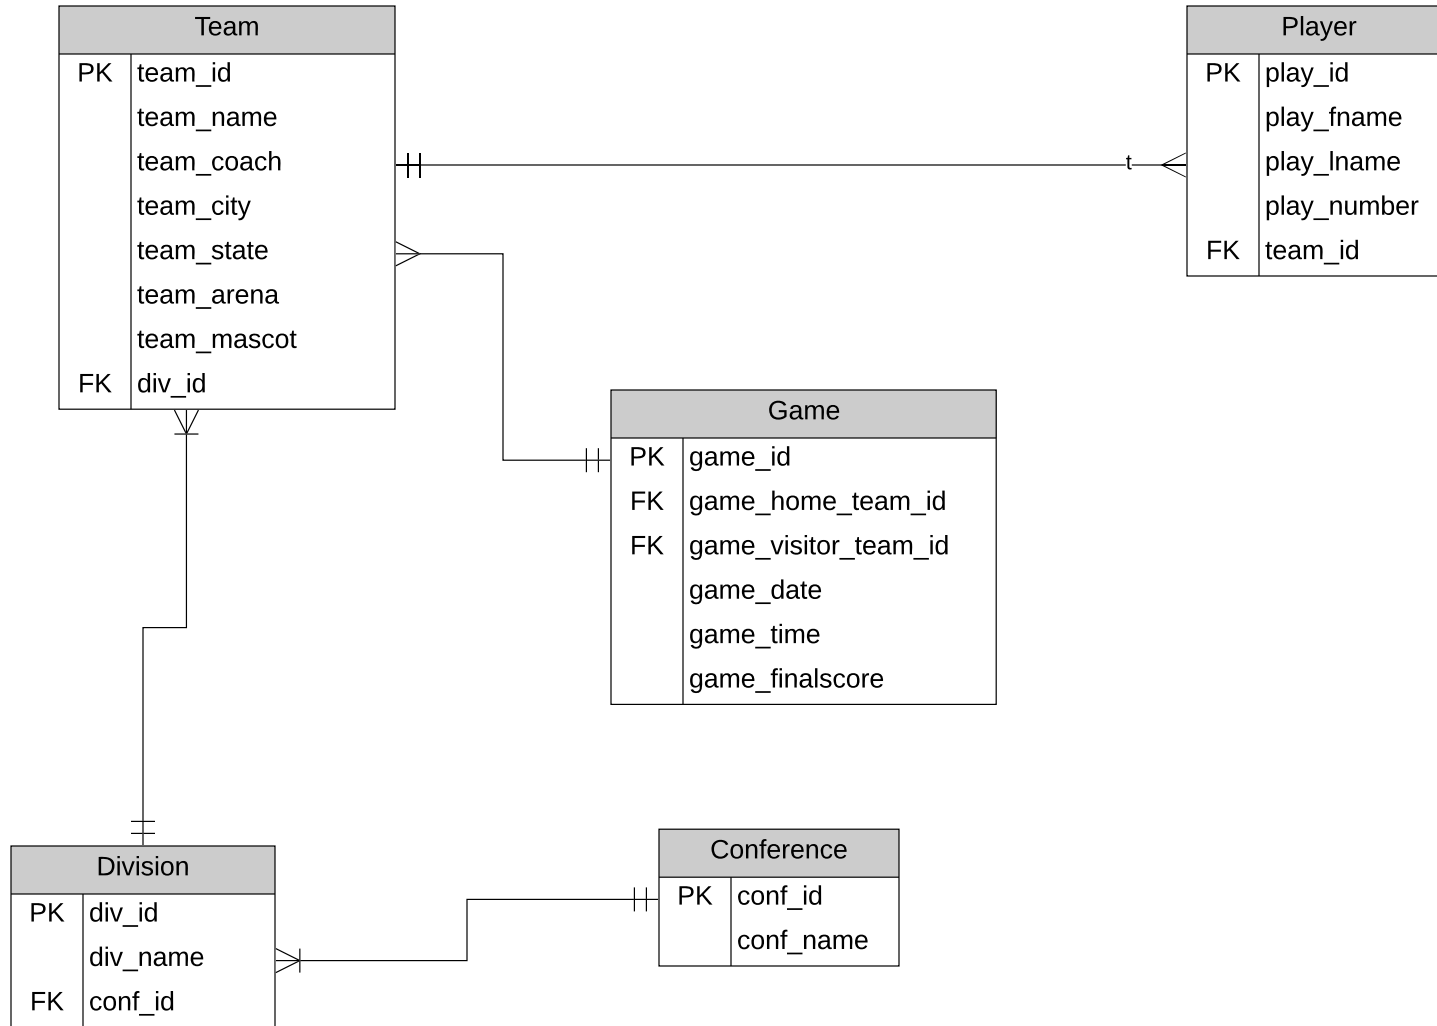 Team
PK team_id
team_name
team_coach
team_city
team_state
team_arena
team_mascot
FK div_id
t
Player
PK play_id
play_fname
play_lname
play_number
FK team_id
Game
PK game_id
FK game_home_team_id
FK game_visitor_team_id
game_date
game_time
game_finalscore
Division
PK div_id
div_name
FK conf_id
Conference
PK conf_id
conf_name